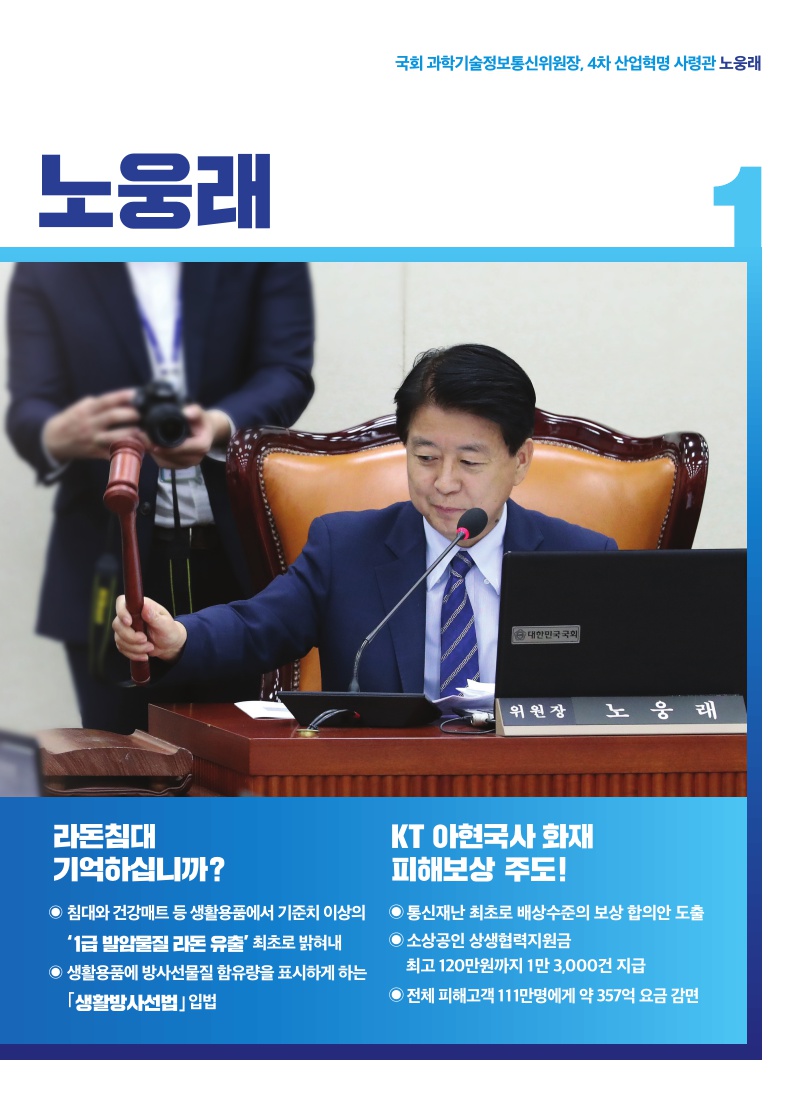 국회 과학기술정보통신위원장, 4차 산업혁명 사령관 노웅래
노웅래
1
대한민국국회
위원장 노웅래
라돈침대
기억하십니까?
◉ 침대와 건강매트 등 생활용품에서 기준치 이상의
‘1급 발암물질 라돈 유출’ 최초로 밝혀내
◉ 생활용품에 방사선물질 함유량을 표시하게 하는
「생활방사선법」 입법
KT 아현국사 화재
피해보상 주도!
◉ 통신재난 최초로 배상수준의 보상 합의안 도출
◉ 소상공인 상생협력지원금
최고 120만원까지 1만 3,000건 지급
◉ 전체 피해고객 111만명에게 약 357억 요금 감면